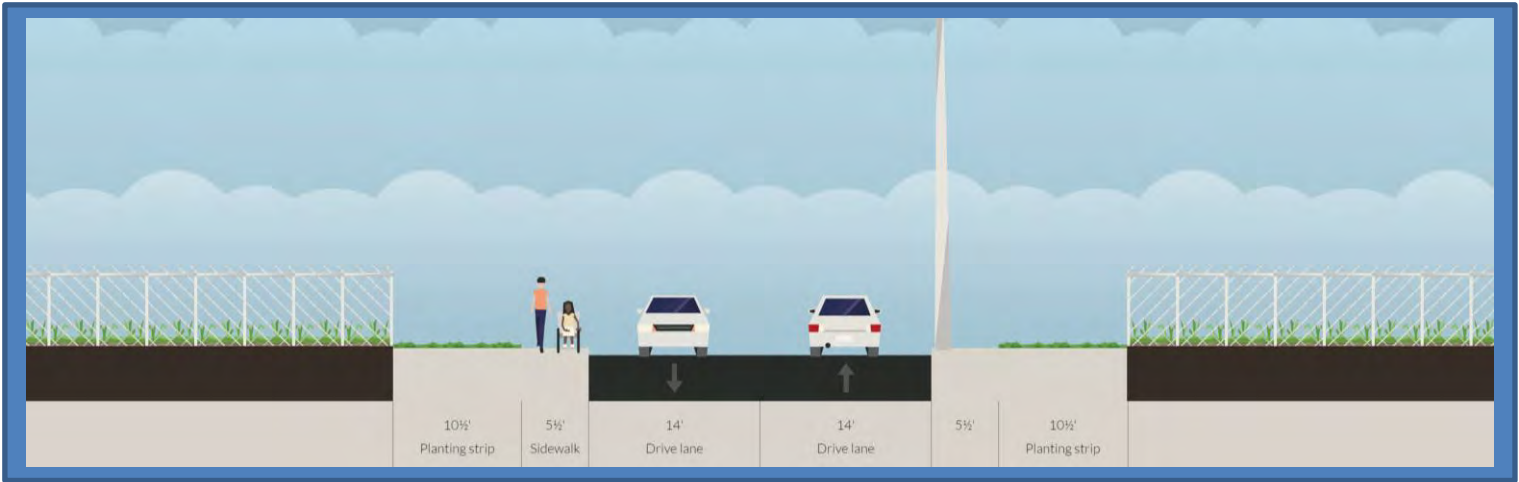 10½'
Planting strip
5½'
Sidewalk
14'
Drive lane
14'
Drive lane
5½'
10½'
Planting strip